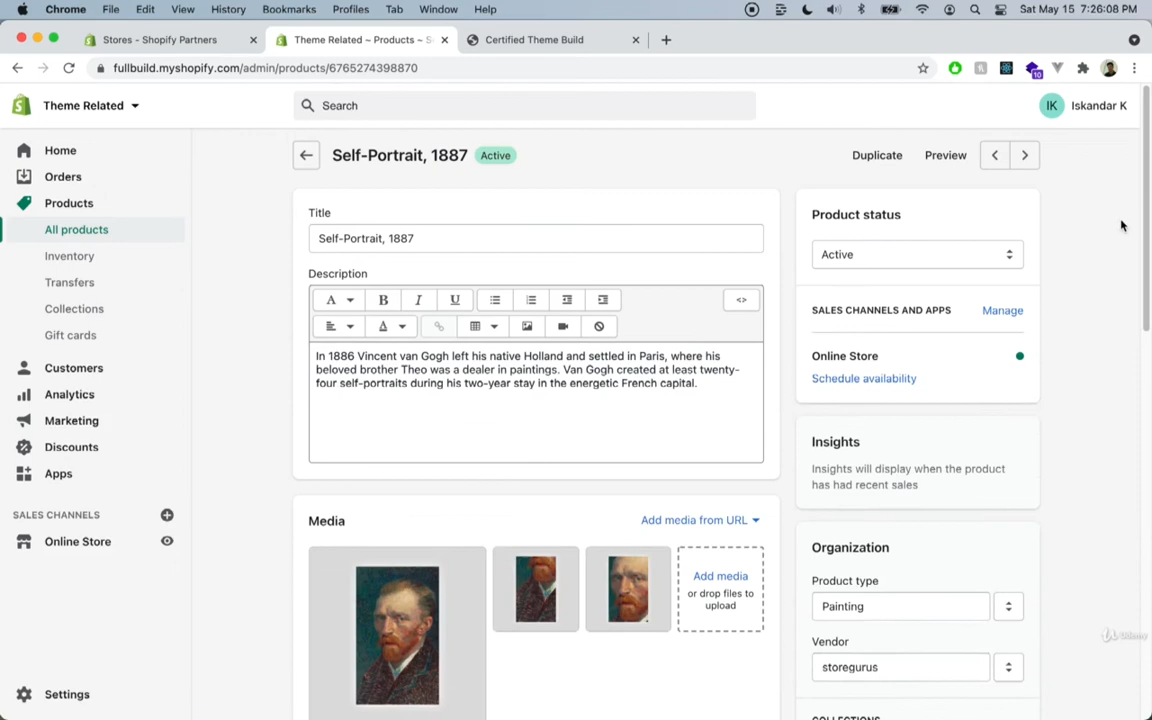 Chrome File Edit View History Bookmarks Profiles Tab Window Help Sat May 15 7:26:08 PM
Stores - Shopify Partners
Theme Related ~ Products ~ S
Certified Theme Build
fullbuild.myshopify.com/admin/products/6765274398870
10
Theme Related
Search
IK Iskandar K
Home
Orders
Products
All products
Inventory
Transfers
Collections
Gift cards
Customers
Analytics
Marketing
Discounts
Apps
SALES CHANNELS
Online Store
Settings
Self-Portrait, 1887 Active
Duplicate Preview
Title
Self-Portrait, 1887
Description
A B I U <>
A
In 1886 Vincent van Gogh left his native Holland and settled in Paris, where his
beloved brother Theo was a dealer in paintings. Van Gogh created at least twenty-
four self-portraits during his two-year stay in the energetic French capital.
Media
Add media from URL
Add media
or drop files to
upload
Product status
Active
SALES CHANNELS AND APPS Manage
Online Store
Schedule availability
Insights
Insights will display when the product
has had recent sales
Organization
Product type
Painting
Vendor
storegurus
COLLECTIONS
Udemy